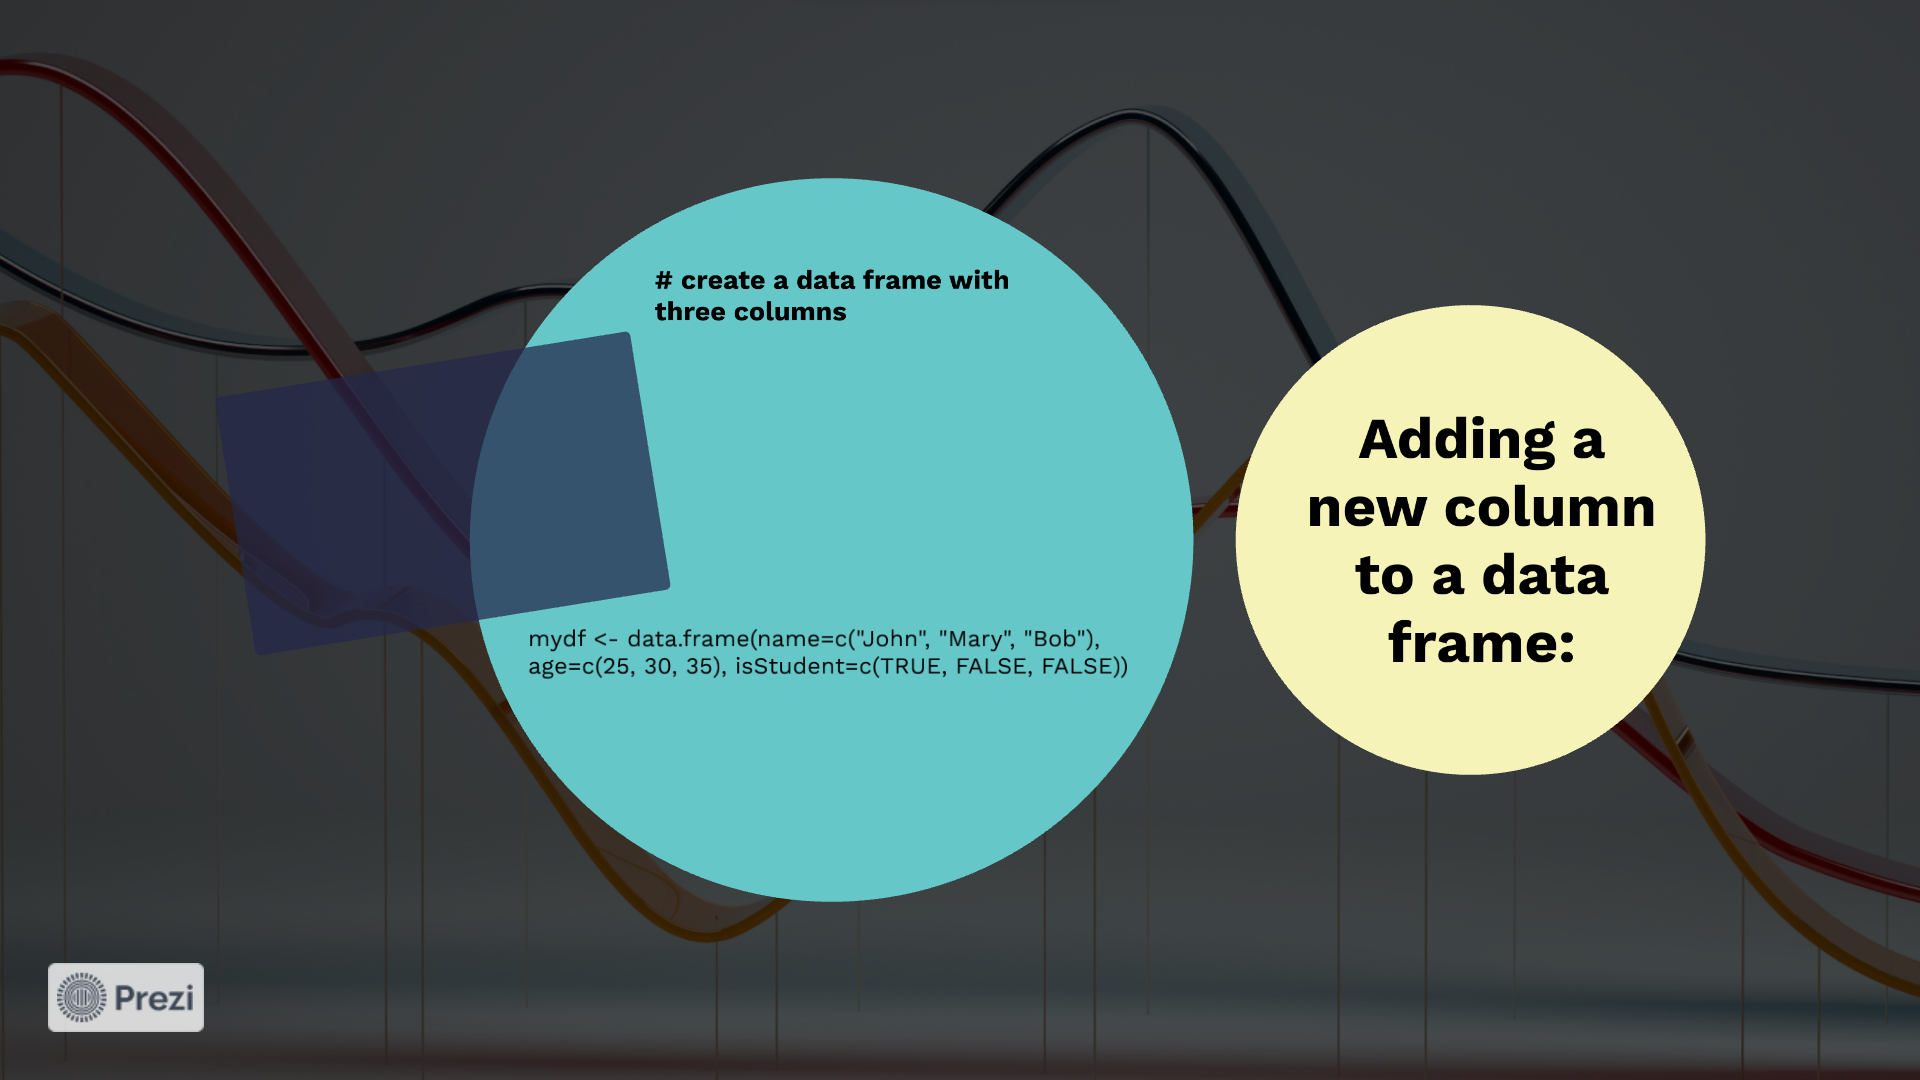 # create a data frame with
three columns
mydf <- data.frame(name=c("John", "Mary", "Bob"),
age=c(25, 30, 35), isStudent=c(TRUE, FALSE, FALSE))
Adding a
new column
to a data
frame:
Prezi